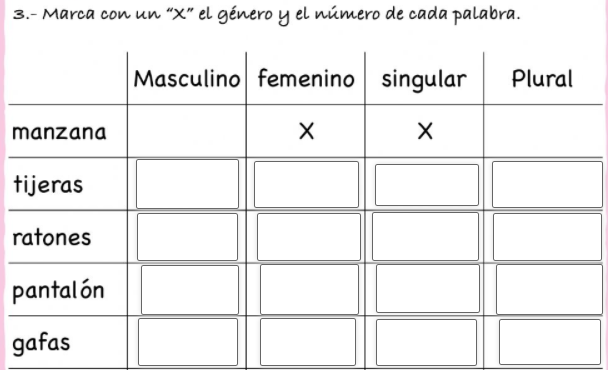 3.- Marca con un "X" el género y el número de cada palabra.
Masculino femenino singular Plural
manzana X X
tijeras
ratones
pantalón
gafas